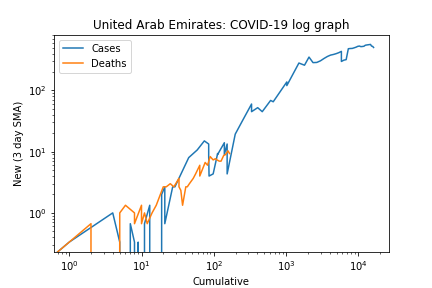 United Arab Emirates: COVID-19 log graph
Cases
Deaths
New (3 day SMA)
10²
10¹
10⁰
10⁰ 10¹ 10² 10³ 10⁴
Cumulative